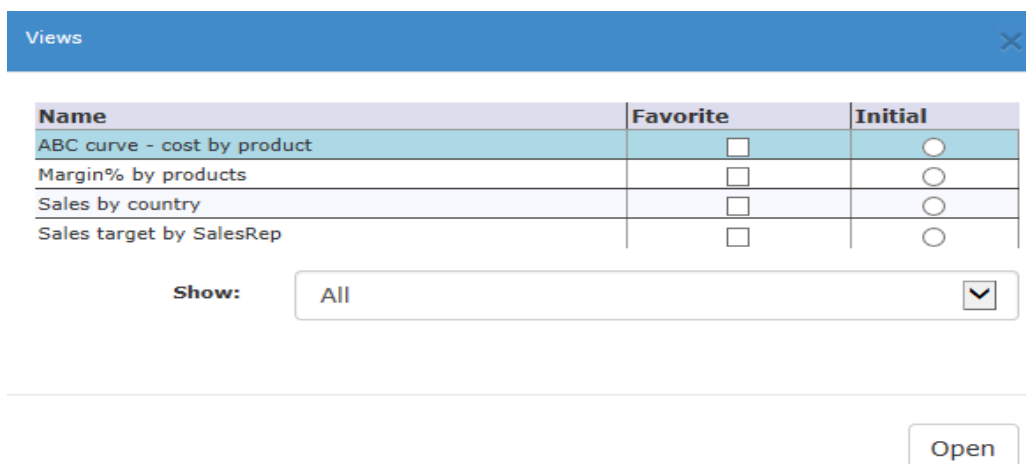 Views
Name Favorite Initial
ABC curve - cost by product
Margin% by products
Sales by country
Sales target by SalesRep
Show: All
Open